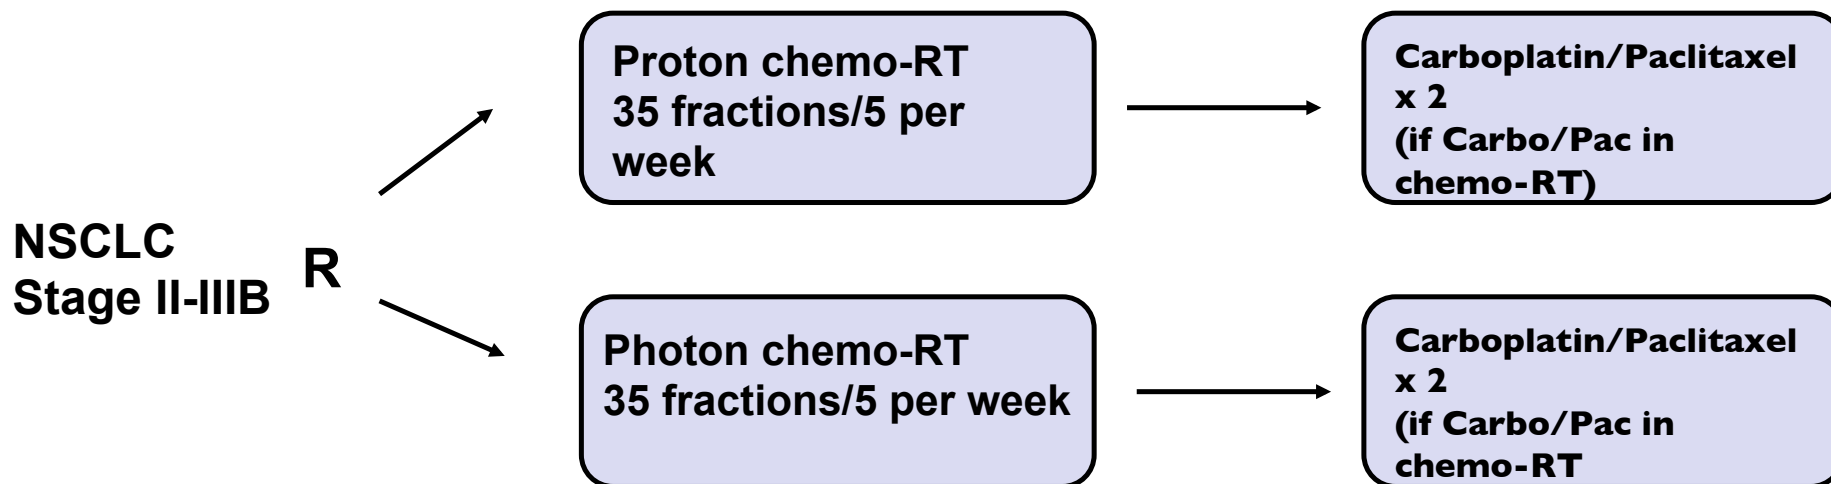 NSCLC
Stage II-IIIB
R
Proton chemo-RT
35 fractions/5 per
week
Carboplatin/Paclitaxel
x 2
(if Carbo/Pac in
chemo-RT)
Photon chemo-RT
35 fractions/5 per week
Carboplatin/Paclitaxel
x 2
(if Carbo/Pac in
chemo-RT